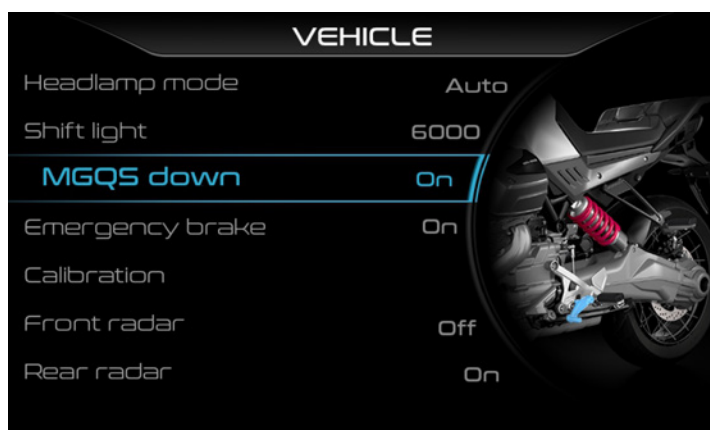 VEHICLE
Headlamp mode Auto
Shift light 6000
MGQS down On
Emergency brake On
Calibration
Front radar Off
Rear radar On